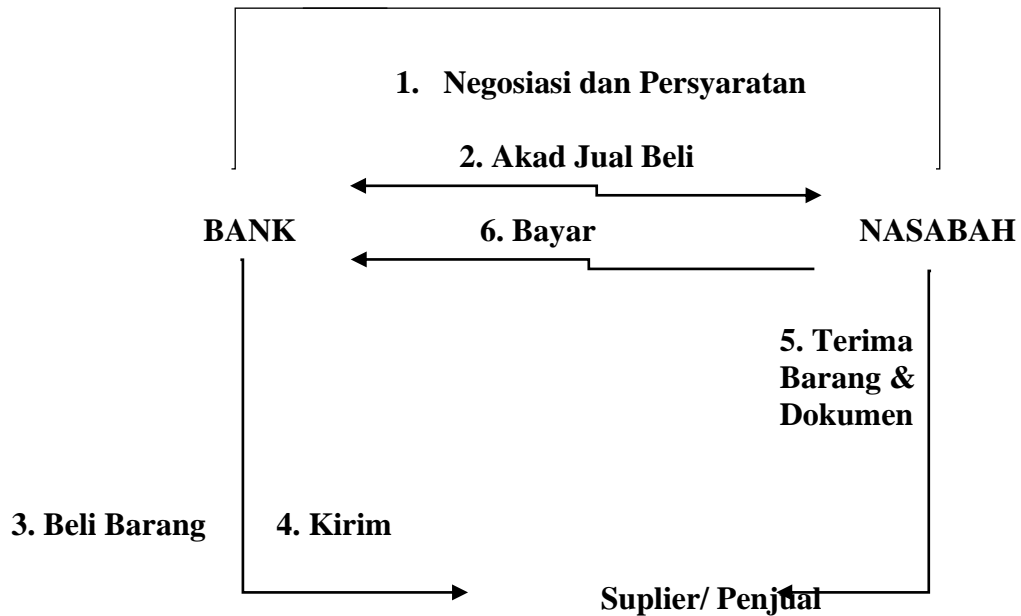 1. Negosiasi dan Persyaratan
2. Akad Jual Beli
BANK
6. Bayar
NASABAH
5. Terima
Barang &
Dokumen
3. Beli Barang
4. Kirim
Suplier/ Penjual